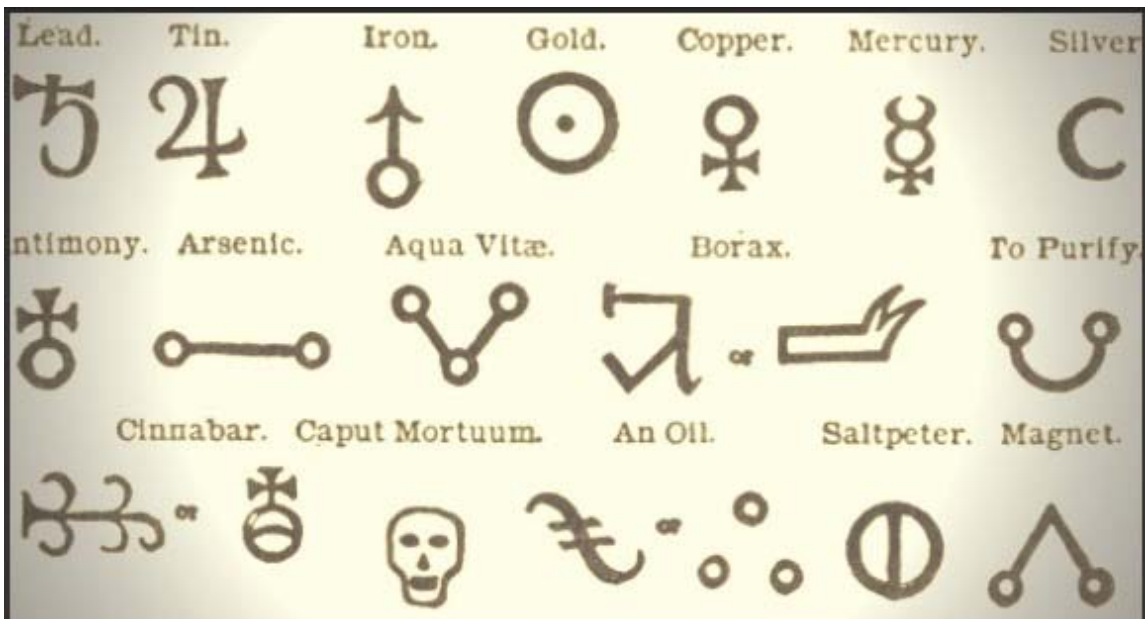 Lead. Tin. Iron. Gold. Copper. Mercury. Silver
ntimony. Arsenic. Aqua Vitæ. Borax. To Purify.
or
Cinnabar. Caput Mortuum. An Oil. Saltpeter. Magnet.
or or